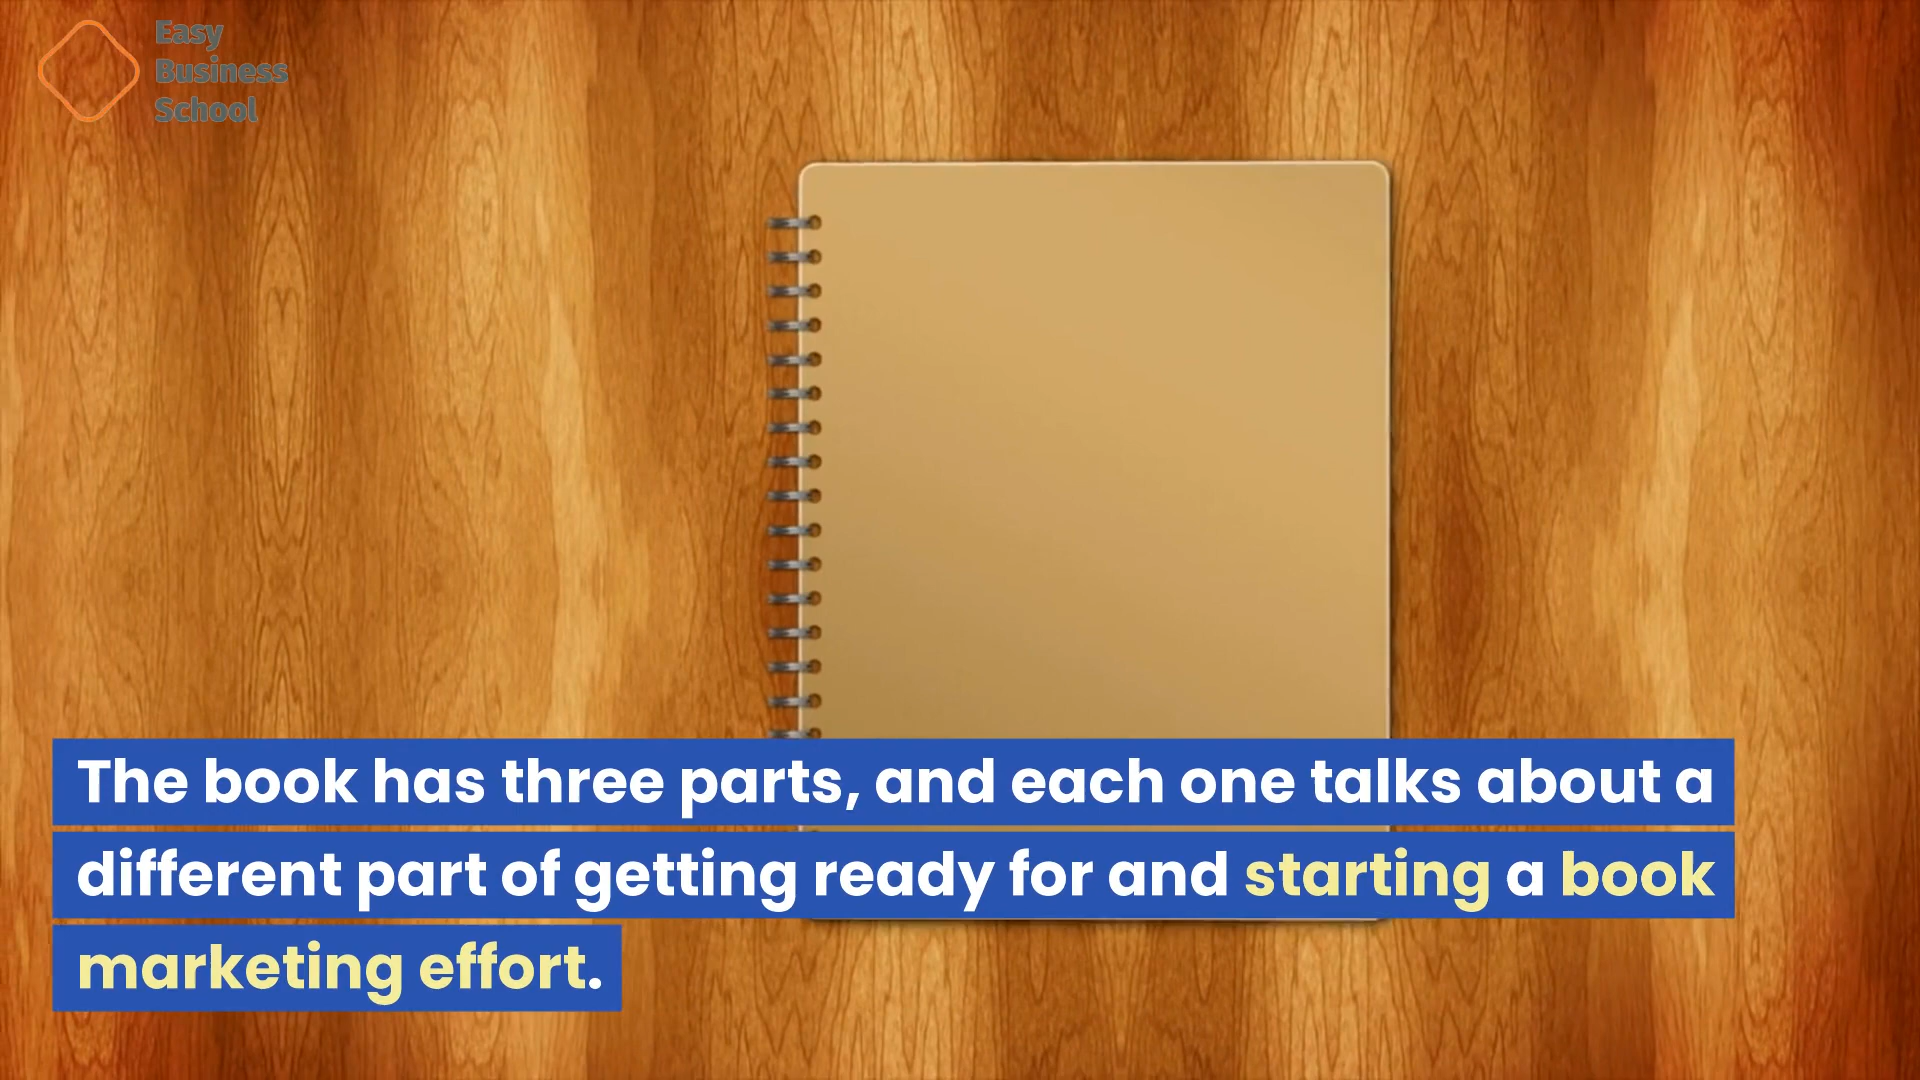 Easy
Business
School
The book has three parts, and each one talks about a
different part of getting ready for and starting a book
marketing effort.